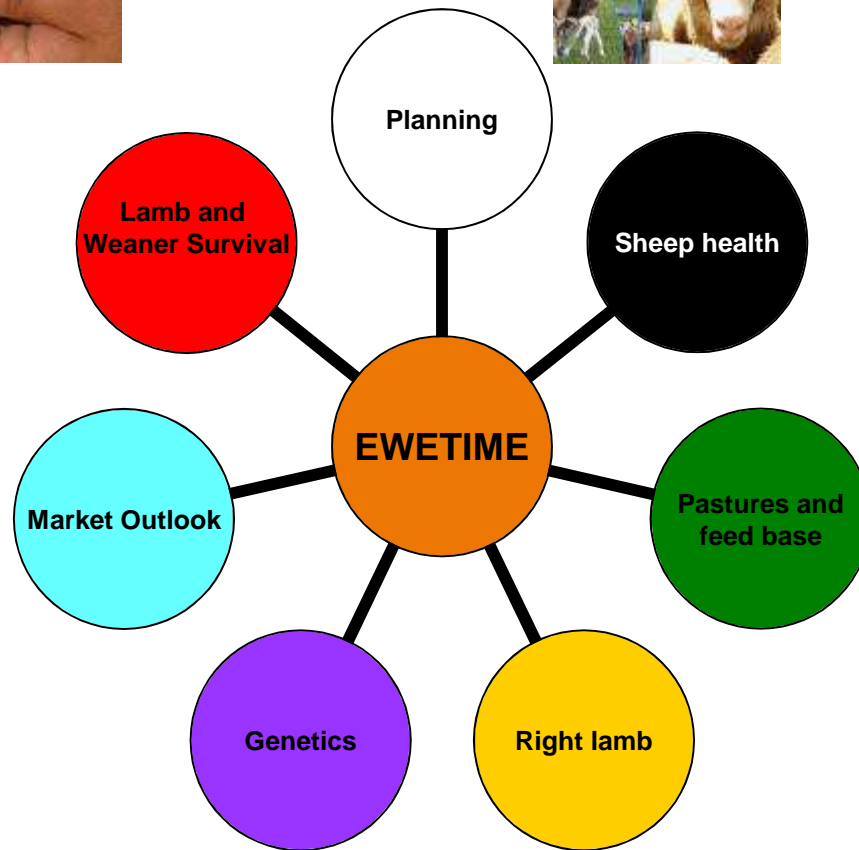 Planning
Lamb and
Weaner Survival
Sheep health
EWETIME
Market Outlook
Pastures and
feed base
Genetics
Right lamb